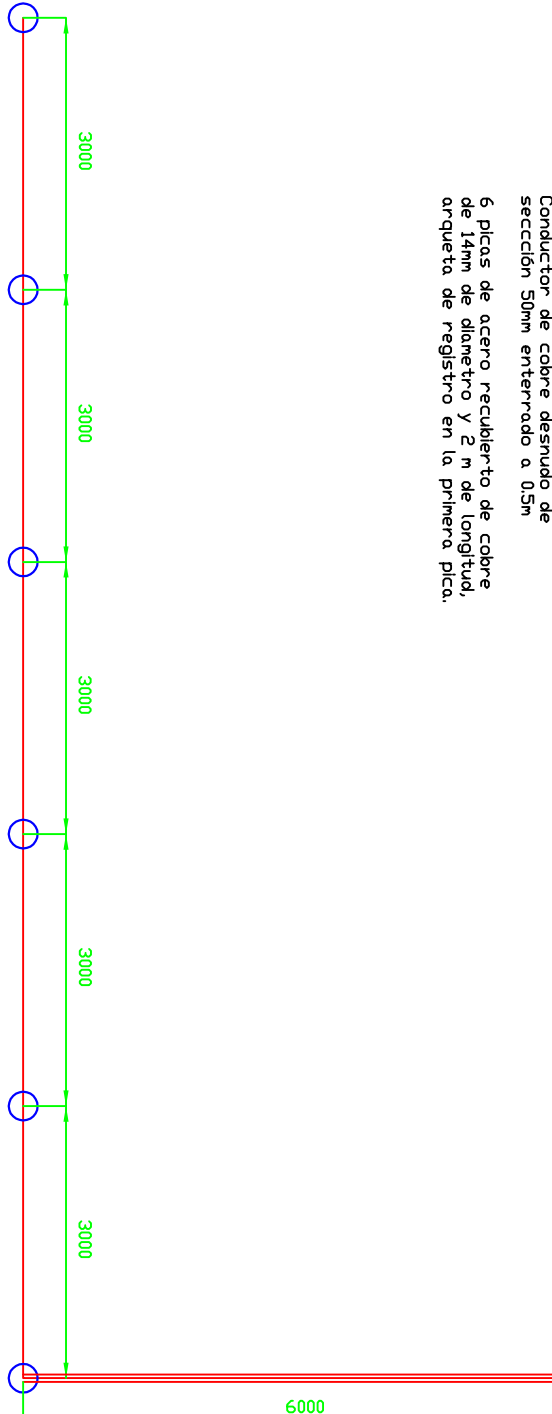 Conductor de cobre desnudo de
seccción 50mm enterrado a 0.5m
6 picas de acero recubierto de cobre
de 14mm de diametro y 2 m de longitud,
arqueta de registro en la primera pica.
3000
3000
3000
3000
3000
6000